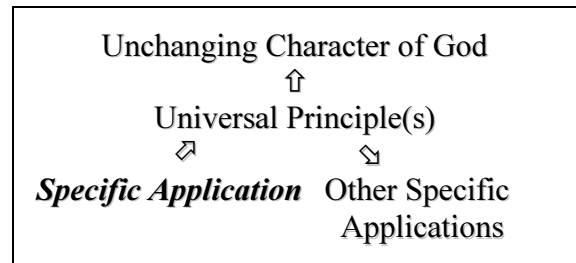 Unchanging Character of God
⇧
Universal Principle(s)
⬀ ⬂
Specific Application Other Specific
Applications